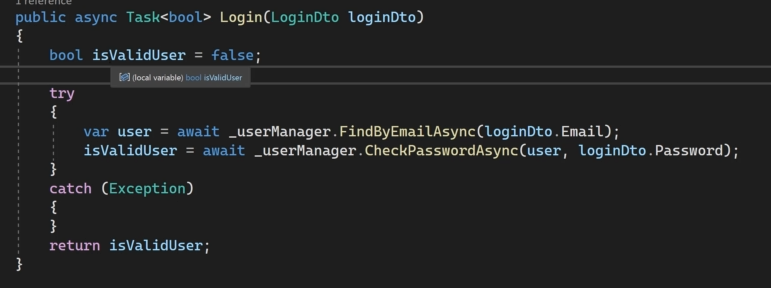 1 reference
public async Task<bool> Login(LoginDto loginDto)
{
bool isValidUser = false;
(local variable) bool isValidUser
try
{
var user = await _userManager.FindByEmailAsync(loginDto.Email);
isValidUser = await _userManager.CheckPasswordAsync(user, loginDto.Password);
}
catch (Exception)
{
}
return isValidUser;
}